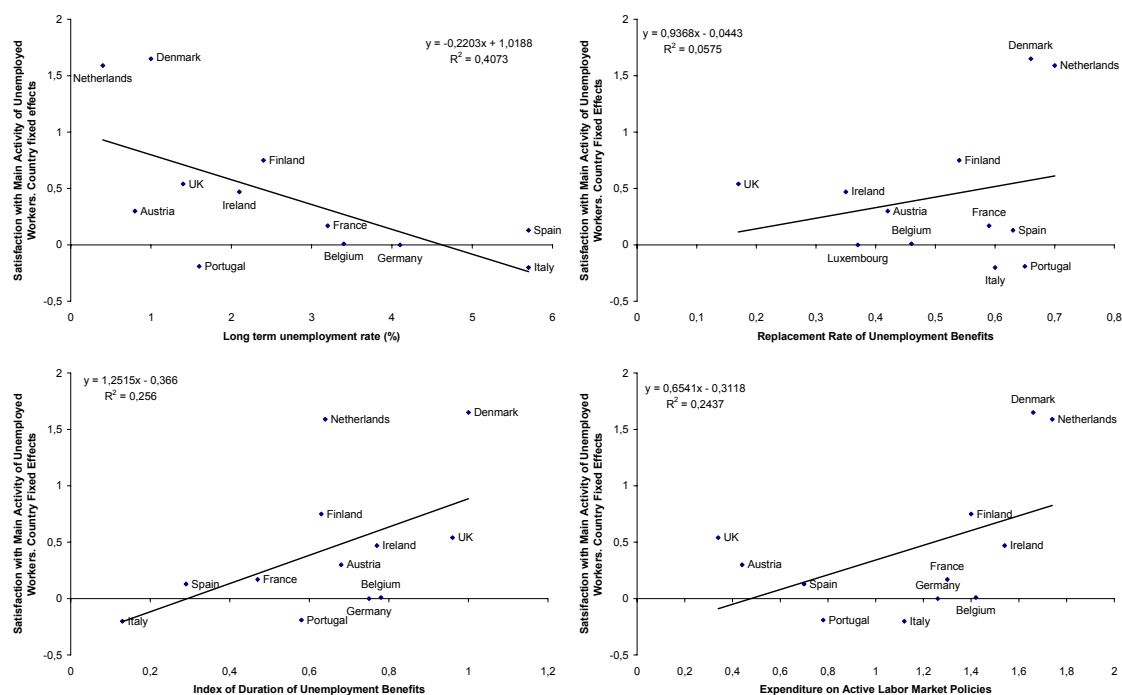 Satisfaction with Main Activity of Unemployed
Workers. Country fixed effects
2
1,5
1
0,5
0
-0,5
y = -0,2203x + 1,0188
R² = 0,4073
Denmark
Netherlands
Finland
UK
Ireland
Austria
France
Spain
Belgium
Germany
Portugal
Italy
0 1 2 3 4 5 6
Long term unemployment rate (%)
Satisfaction with Main Activity of Unemployed
Workers. Country Fixed Effects
2
1,5
1
0,5
0
-0,5
y = 0,9368x - 0,0443
R² = 0,0575
Denmark
Netherlands
Finland
UK
Ireland
Austria
France
Belgium
Spain
Luxembourg
Italy
Portugal
0 0,1 0,2 0,3 0,4 0,5 0,6 0,7 0,8
Replacement Rate of Unemployment Benefits
Satisfaction with Main Activity of Unemployed
Workers. Country Fixed Effects
2
1,5
1
0,5
0
-0,5
y = 1,2515x - 0,366
R² = 0,256
Denmark
Netherlands
Finland
UK
Ireland
Austria
France
Spain
Belgium
Germany
Portugal
Italy
0 0,2 0,4 0,6 0,8 1 1,2
Index of Duration of Unemployment Benefits
Satsifaction with Main Activity of Unemployed
Workers. Country Fixed Effects
2
1,5
1
0,5
0
-0,5
y = 0,6541x - 0,3118
R² = 0,2437
Denmark
Netherlands
Finland
UK
Ireland
Austria
France
Spain
Germany
Belgium
Portugal
Italy
0 0,2 0,4 0,6 0,8 1 1,2 1,4 1,6 1,8 2
Expenditure on Active Labor Market Policies